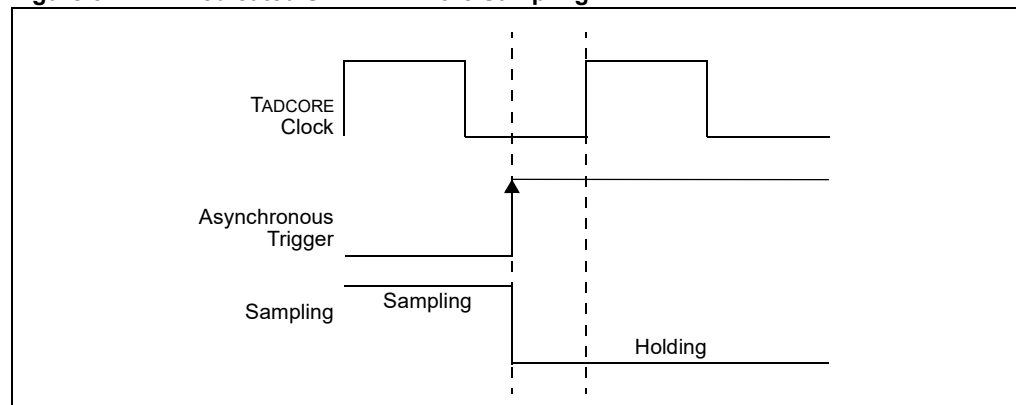 TADCORE
Clock
Asynchronous
Trigger
Sampling
Sampling
Holding